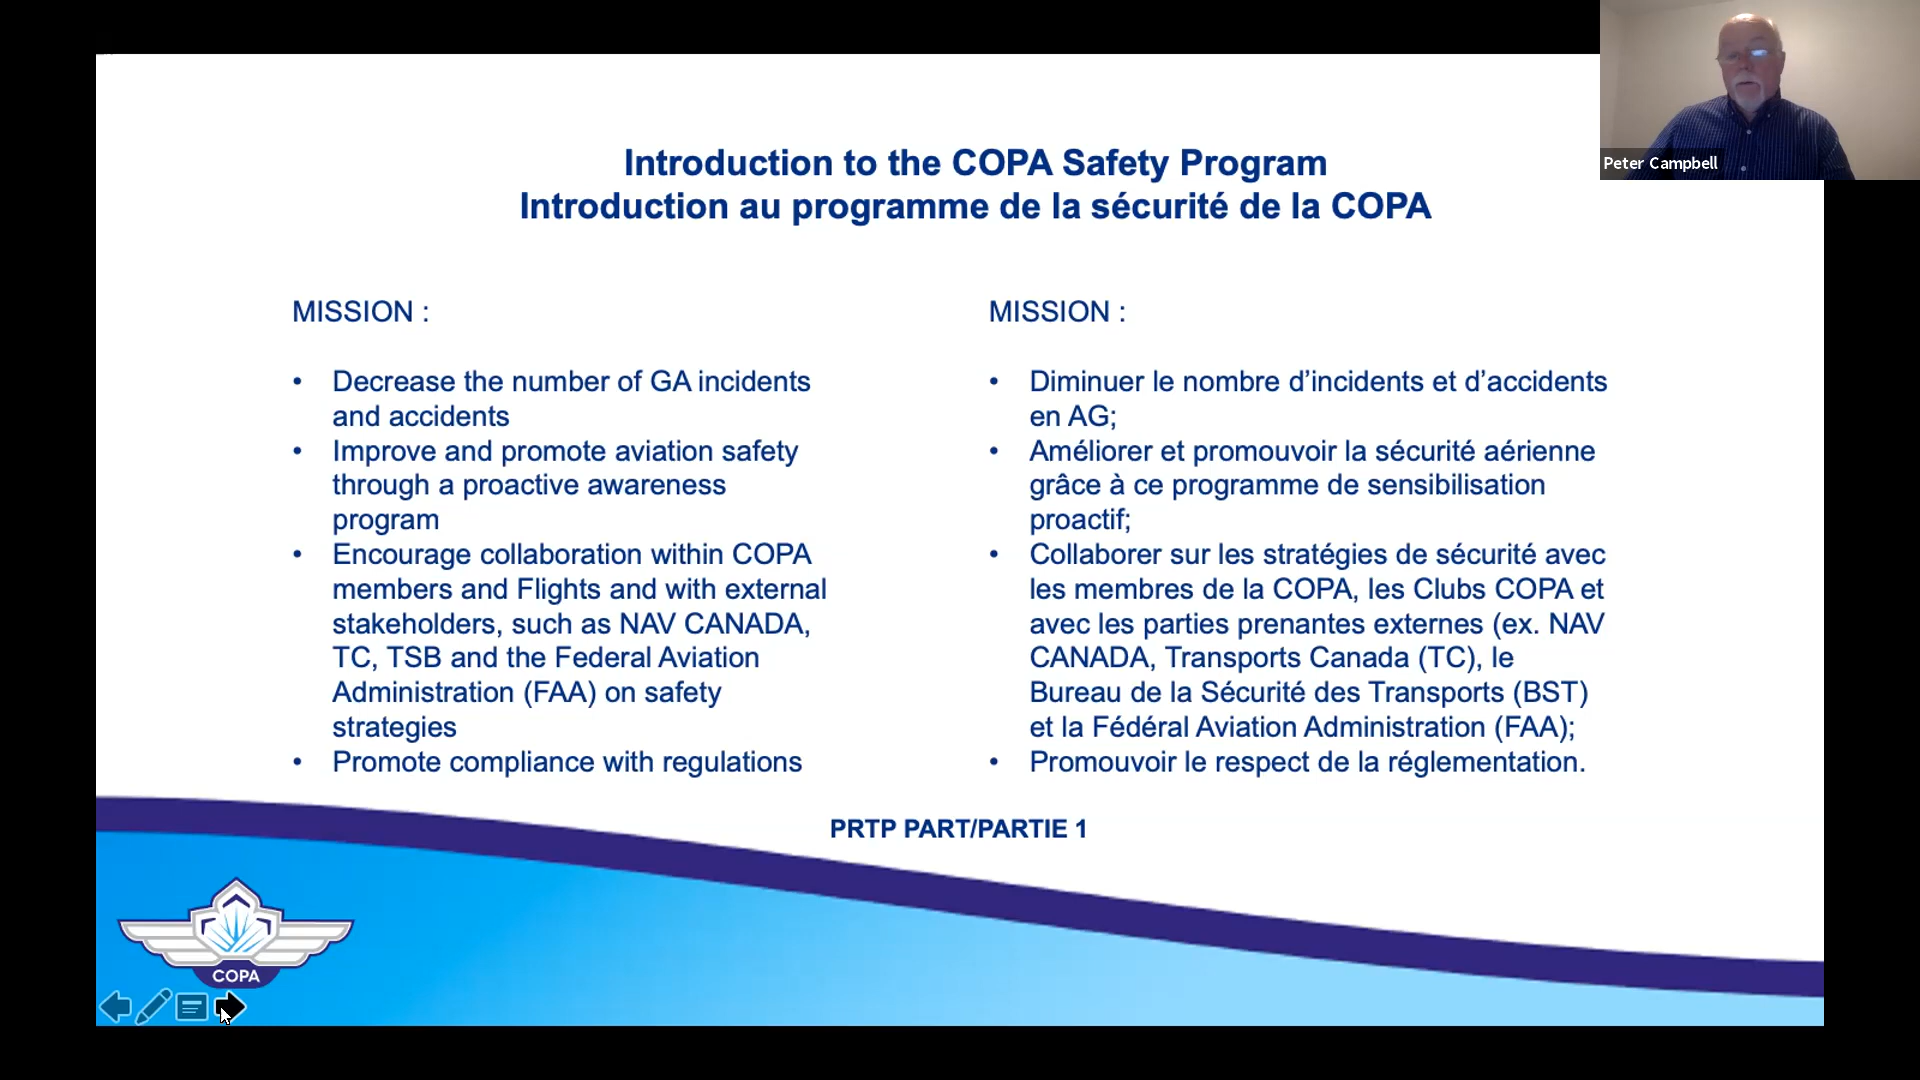 Introduction to the COPA Safety Program
Introduction au programme de la sécurité de la COPA
Peter Campbell
MISSION :
• Decrease the number of GA incidents
and accidents
• Improve and promote aviation safety
through a proactive awareness
program
• Encourage collaboration within COPA
members and Flights and with external
stakeholders, such as NAV CANADA,
TC, TSB and the Federal Aviation
Administration (FAA) on safety
strategies
• Promote compliance with regulations
MISSION :
• Diminuer le nombre d’incidents et d’accidents
en AG;
• Améliorer et promouvoir la sécurité aérienne
grâce à ce programme de sensibilisation
proactif;
• Collaborer sur les stratégies de sécurité avec
les membres de la COPA, les Clubs COPA et
avec les parties prenantes externes (ex. NAV
CANADA, Transports Canada (TC), le
Bureau de la Sécurité des Transports (BST)
et la Fédéral Aviation Administration (FAA);
• Promouvoir le respect de la réglementation.
PRTP PART/PARTIE 1
COPA